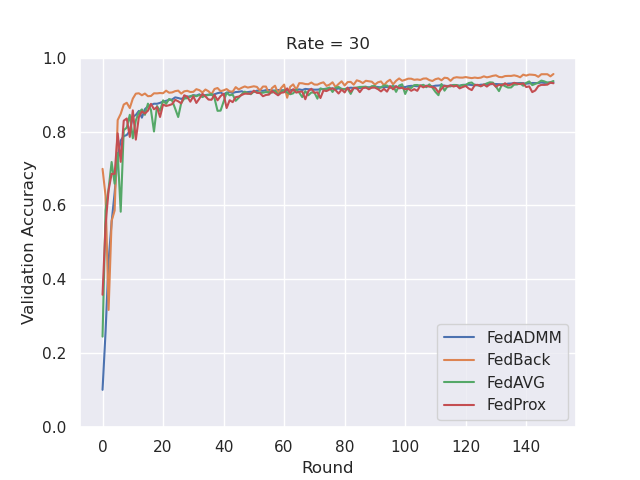 Rate = 30
Validation Accuracy
1.0
0.8
0.6
0.4
0.2
0.0
0 20 40 60 80 100 120 140
Round
FedADMM
FedBack
FedAVG
FedProx